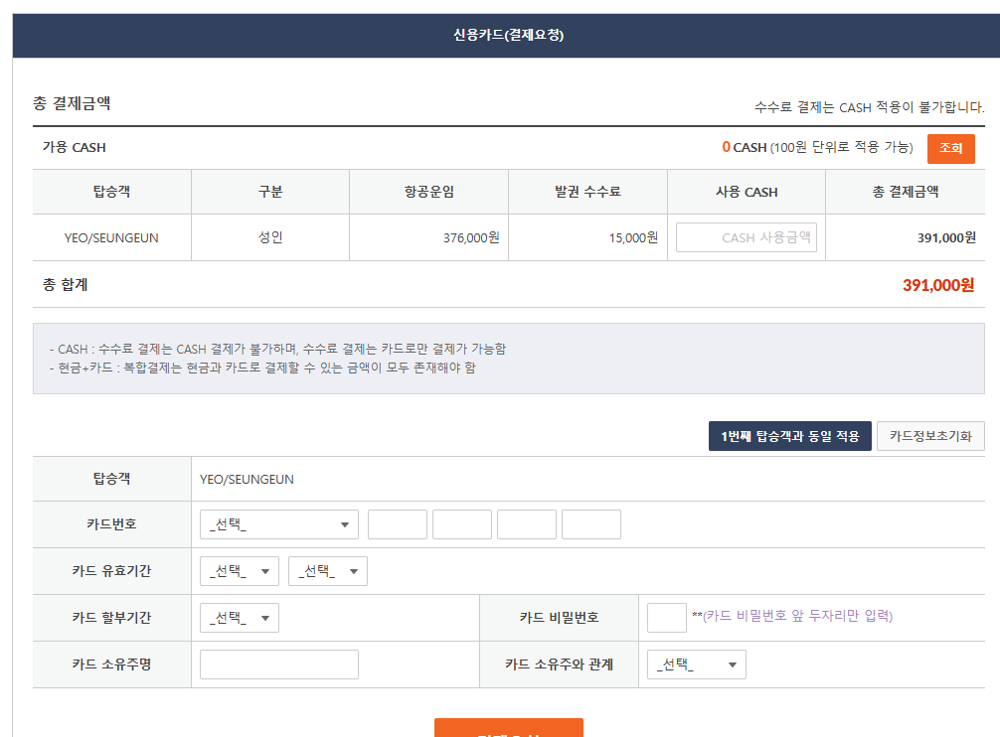 신용카드(결제요청)
총 결제금액
수수료 결제는 CASH 적용이 불가합니다.
가용 CASH 0 CASH (100원 단위로 적용 가능) 조회
탑승객 구분 항공운임 발권 수수료 사용 CASH 총 결제금액
YEO/SEUNGEUN 성인 376,000원 15,000원 CASH 사용금액 391,000원
총 합계 391,000원
- CASH : 수수료 결제는 CASH 결제가 불가하며, 수수료 결제는 카드로만 결제가 가능함
- 현금+카드 : 복합결제는 현금과 카드로 결제할 수 있는 금액이 모두 존재해야 함
1번째 탑승객과 동일 적용 카드정보초기화
탑승객 YEO/SEUNGEUN
카드번호 _선택_
카드 유효기간 _선택_ _선택_
카드 할부기간 _선택_ 카드 비밀번호 **(카드 비밀번호 앞 두자리만 입력)
카드 소유주명 카드 소유주와 관계 _선택_